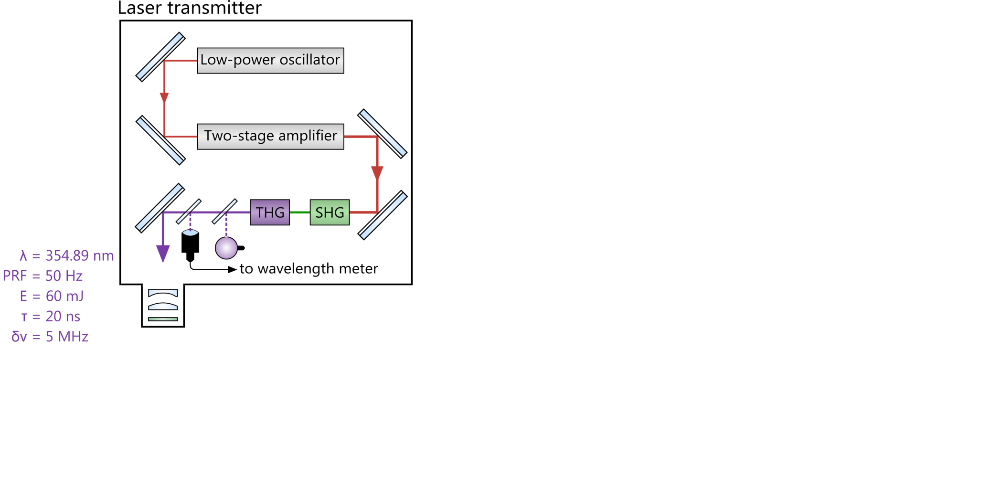 Laser transmitter
Low-power oscillator
Two-stage amplifier
THG
SHG
to wavelength meter
λ = 354.89 nm
PRF = 50 Hz
E = 60 mJ
τ = 20 ns
δν = 5 MHz